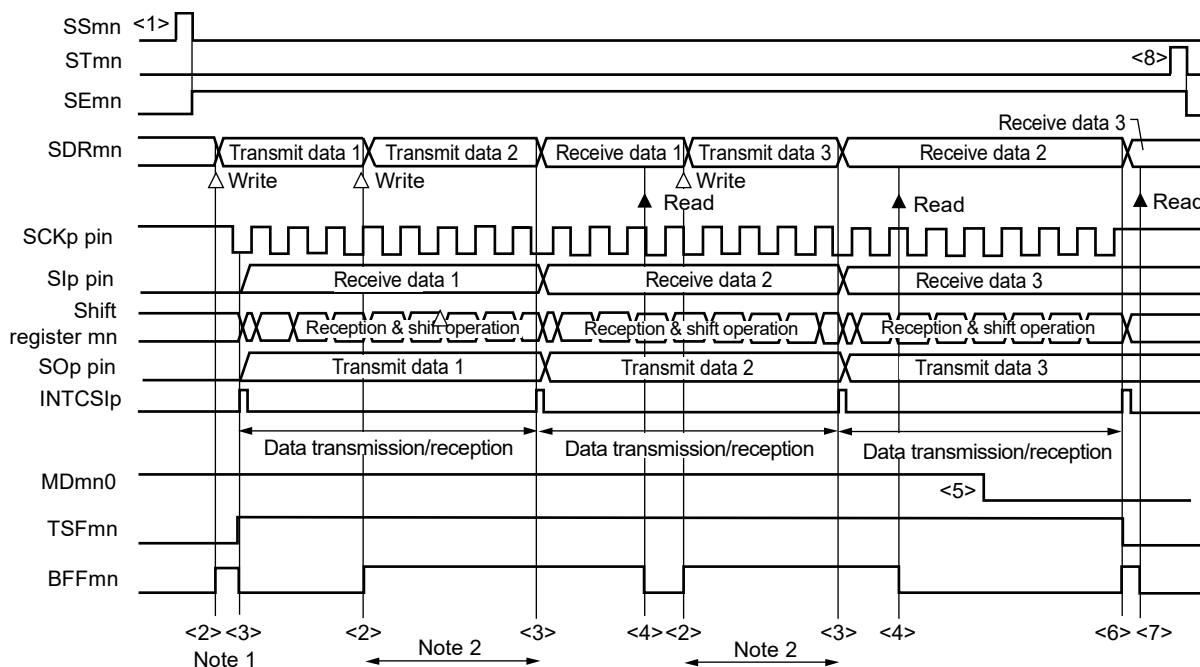 SSmn <1>
STmn <8>
SEmn
Receive data 3
SDRmn Transmit data 1 Transmit data 2 Receive data 1 Transmit data 3 Receive data 2
Write Write Write
Read Read Read
SCKp pin
SIp pin Receive data 1 Receive data 2 Receive data 3
Shift
register mn Reception & shift operation Reception & shift operation Reception & shift operation
SOp pin Transmit data 1 Transmit data 2 Transmit data 3
INTCSIp
Data transmission/reception Data transmission/reception Data transmission/reception
MDmn0 <5>
TSFmn
BFFmn
<2> <3> <2> <3> <4> <2> <3> <4> <6> <7>
Note 1 Note 2 Note 2